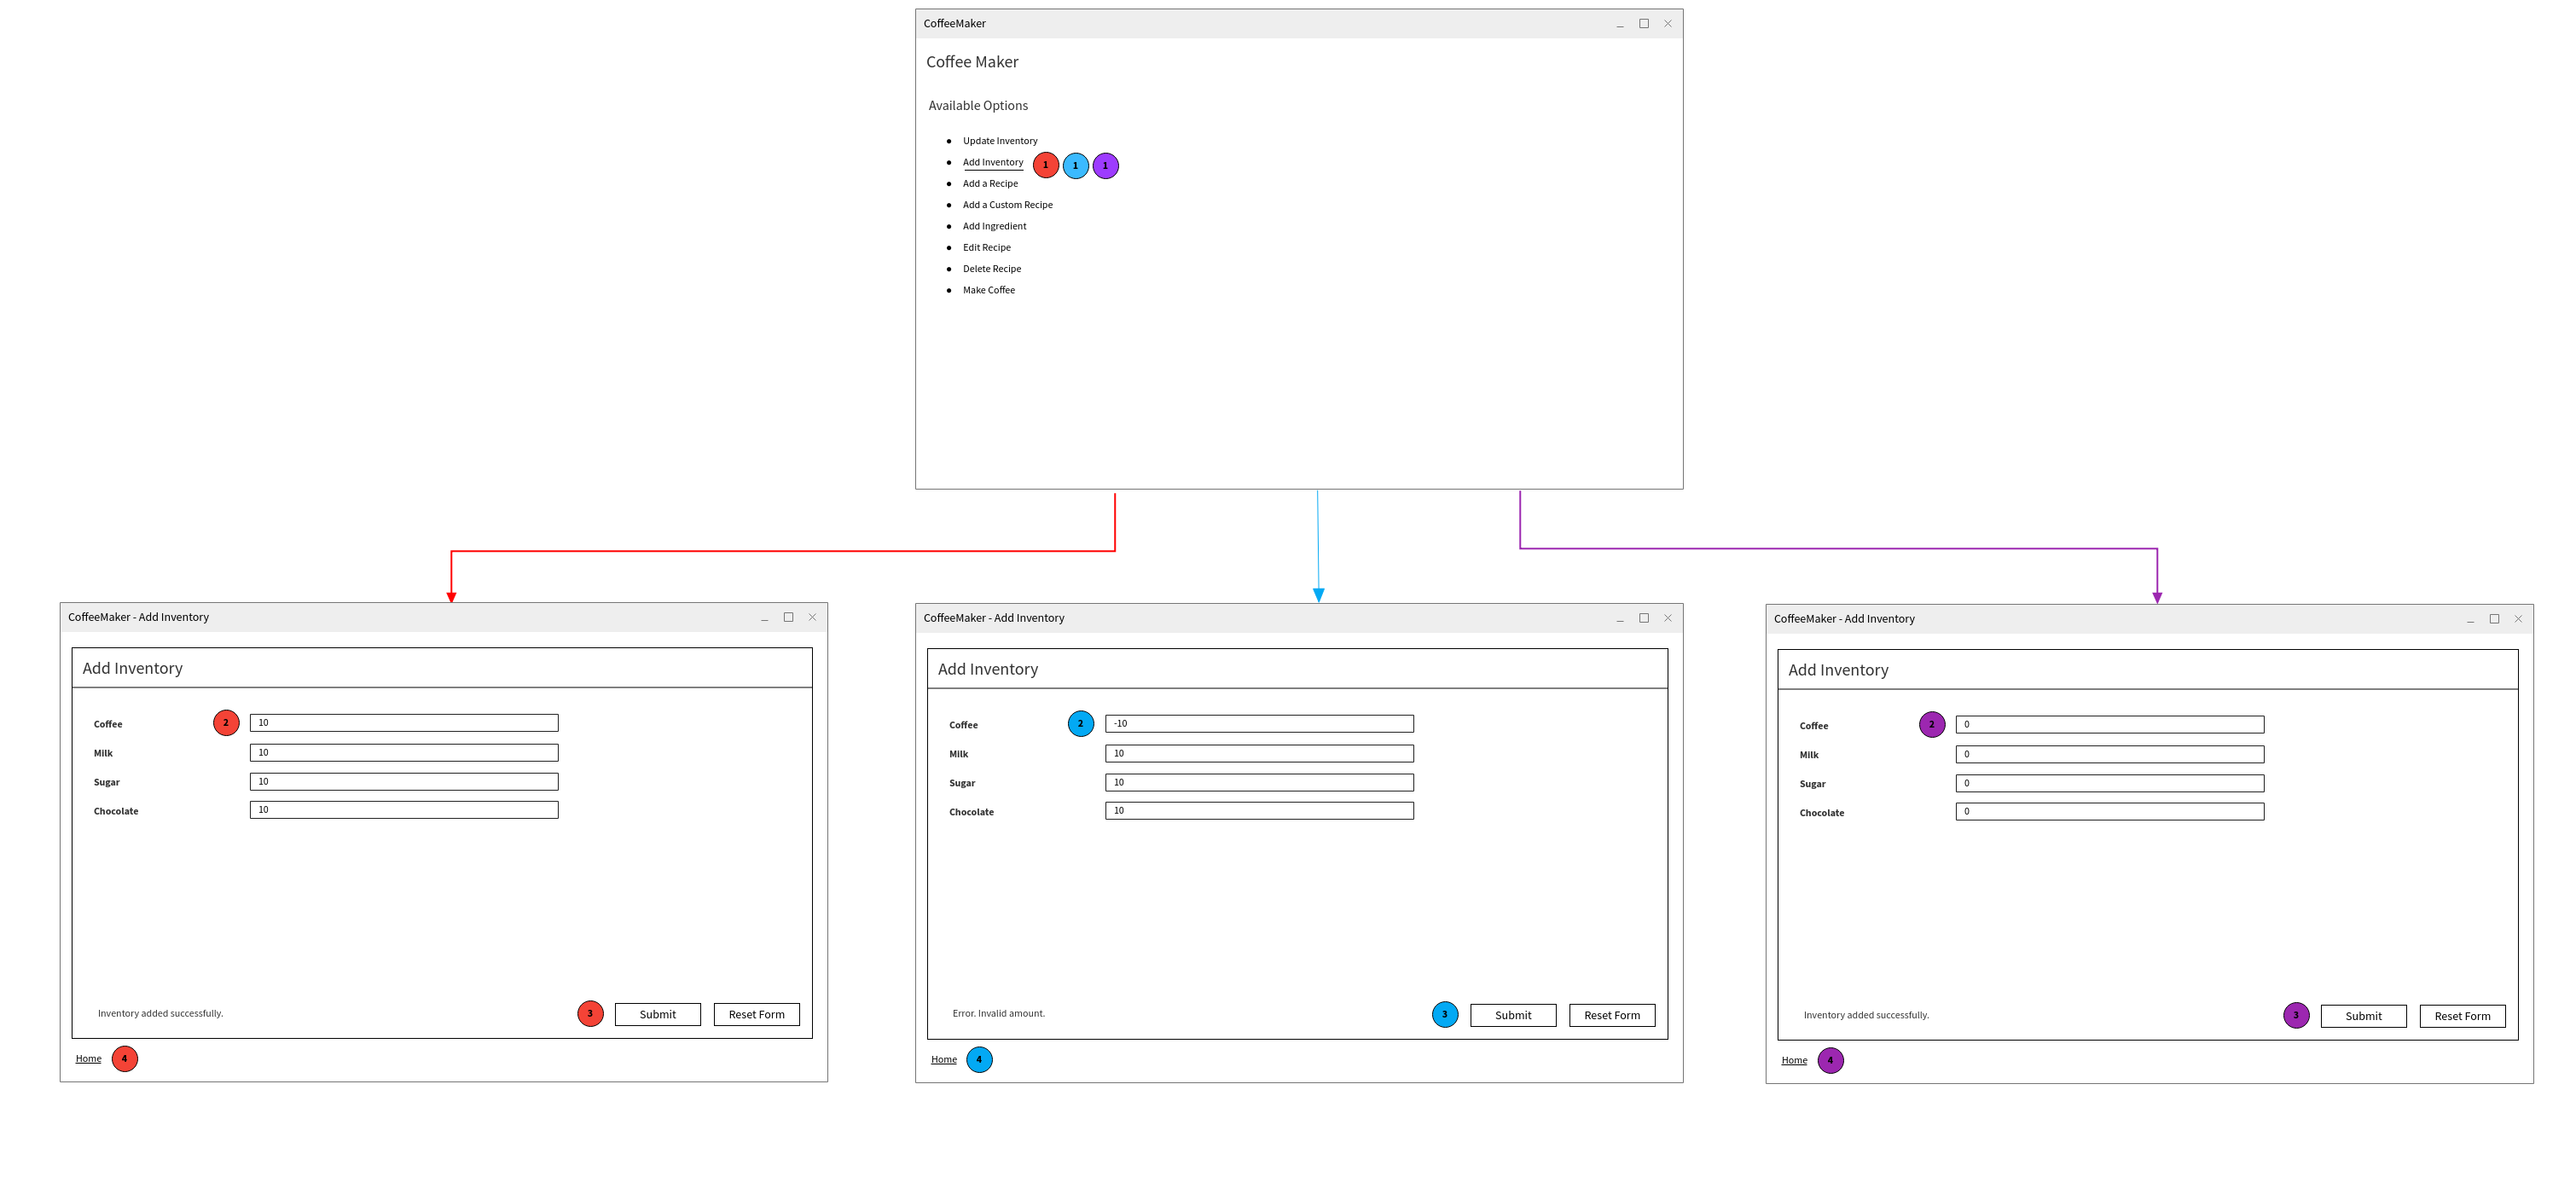 CoffeeMaker
Coffee Maker
Available Options
Update Inventory
Add Inventory 1 1 1
Add a Recipe
Add a Custom Recipe
Add Ingredient
Edit Recipe
Delete Recipe
Make Coffee
CoffeeMaker - Add Inventory
Add Inventory
Coffee 2 10
Milk 10
Sugar 10
Chocolate 10
Inventory added successfully. 3 Submit Reset Form
Home 4
CoffeeMaker - Add Inventory
Add Inventory
Coffee 2 -10
Milk 10
Sugar 10
Chocolate 10
Error. Invalid amount. 3 Submit Reset Form
Home 4
CoffeeMaker - Add Inventory
Add Inventory
Coffee 2 0
Milk 0
Sugar 0
Chocolate 0
Inventory added successfully. 3 Submit Reset Form
Home 4